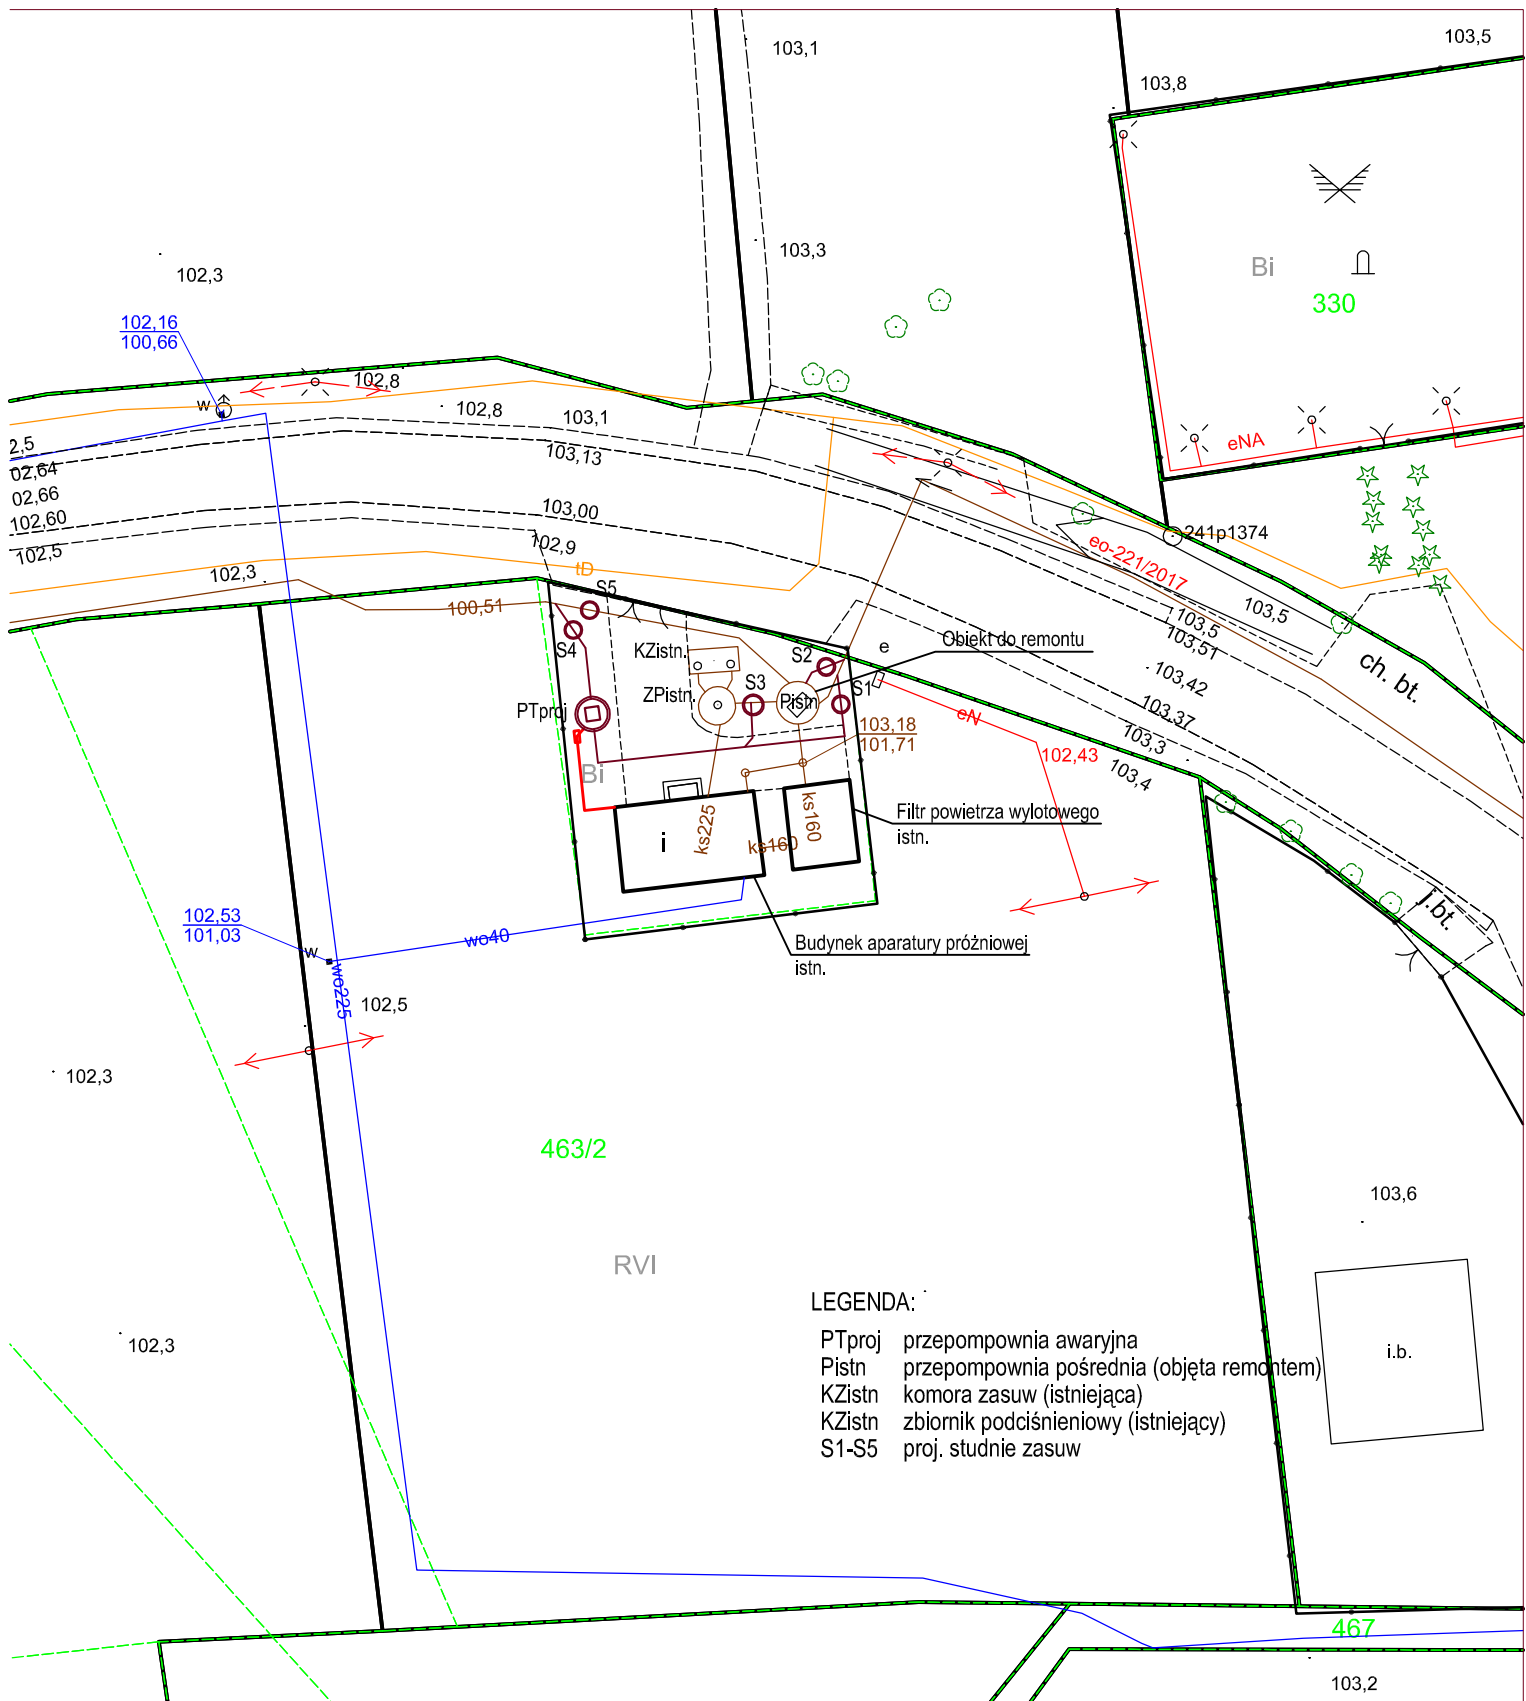 103,1
103,5
103,8
103,3
102,3
Bi
330
102,16
100,66
102,8
w
102,8
103,1
2,5
103,13
eNA
02,64
02,66
102,60
103,00
102,5
102,9
241p1374
eo-221/2017
102,3
tD
S5
100,51
103,5
103,5
103,51
S4
KZistn.
S2
e
Obiekt do remontu
103,42
ch. bt.
ZPistn.
S3
Pistn
S1
PTproj
eN
103,37
103,18
101,71
103,3
102,43
103,4
Bi
Filtr powietrza wylotowego
istn.
i
ks225
ks160
ks160
j.bt.
102,53
101,03
w
wo40
Budynek aparatury próżniowej
istn.
wo225
102,5
102,3
463/2
103,6
RVI
LEGENDA:
PTproj przepompownia awaryjna
102,3
i.b.
Pistn przepompownia pośrednia (objęta remontem)
KZistn komora zasuw (istniejąca)
KZistn zbiornik podciśnieniowy (istniejący)
S1-S5 proj. studnie zasuw
467
103,2